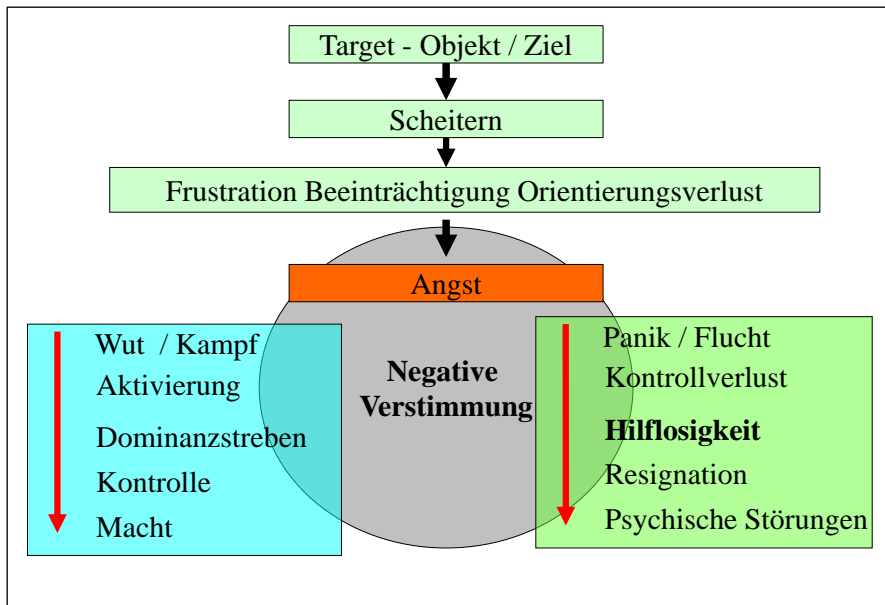 Target - Objekt / Ziel
Scheitern
Frustration Beeinträchtigung Orientierungsverlust
Angst
Wut / Kampf
Aktivierung
Dominanzstreben
Kontrolle
Macht
Negative
Verstimmung
Panik / Flucht
Kontrollverlust
Hilflosigkeit
Resignation
Psychische Störungen